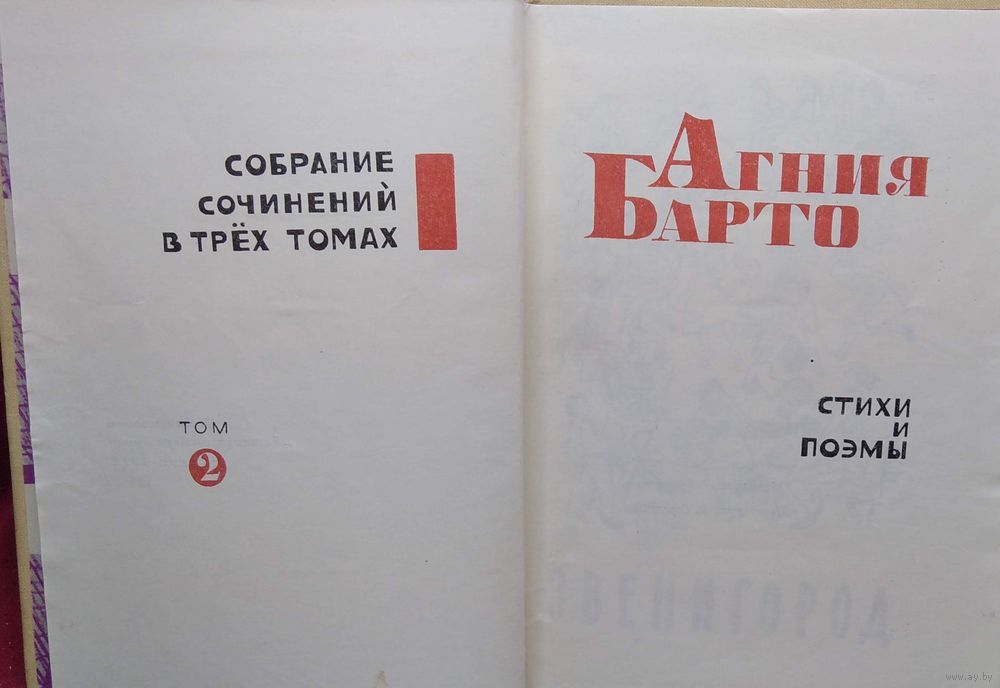 СОБРАНИЕ
СОЧИНЕНИЙ
В ТРЁХ ТОМАХ
ТОМ
2
АГНИЯ
БАРТО
СТИХИ
И
ПОЭМЫ
ЗВЕНИГОРОД
www.ay.by